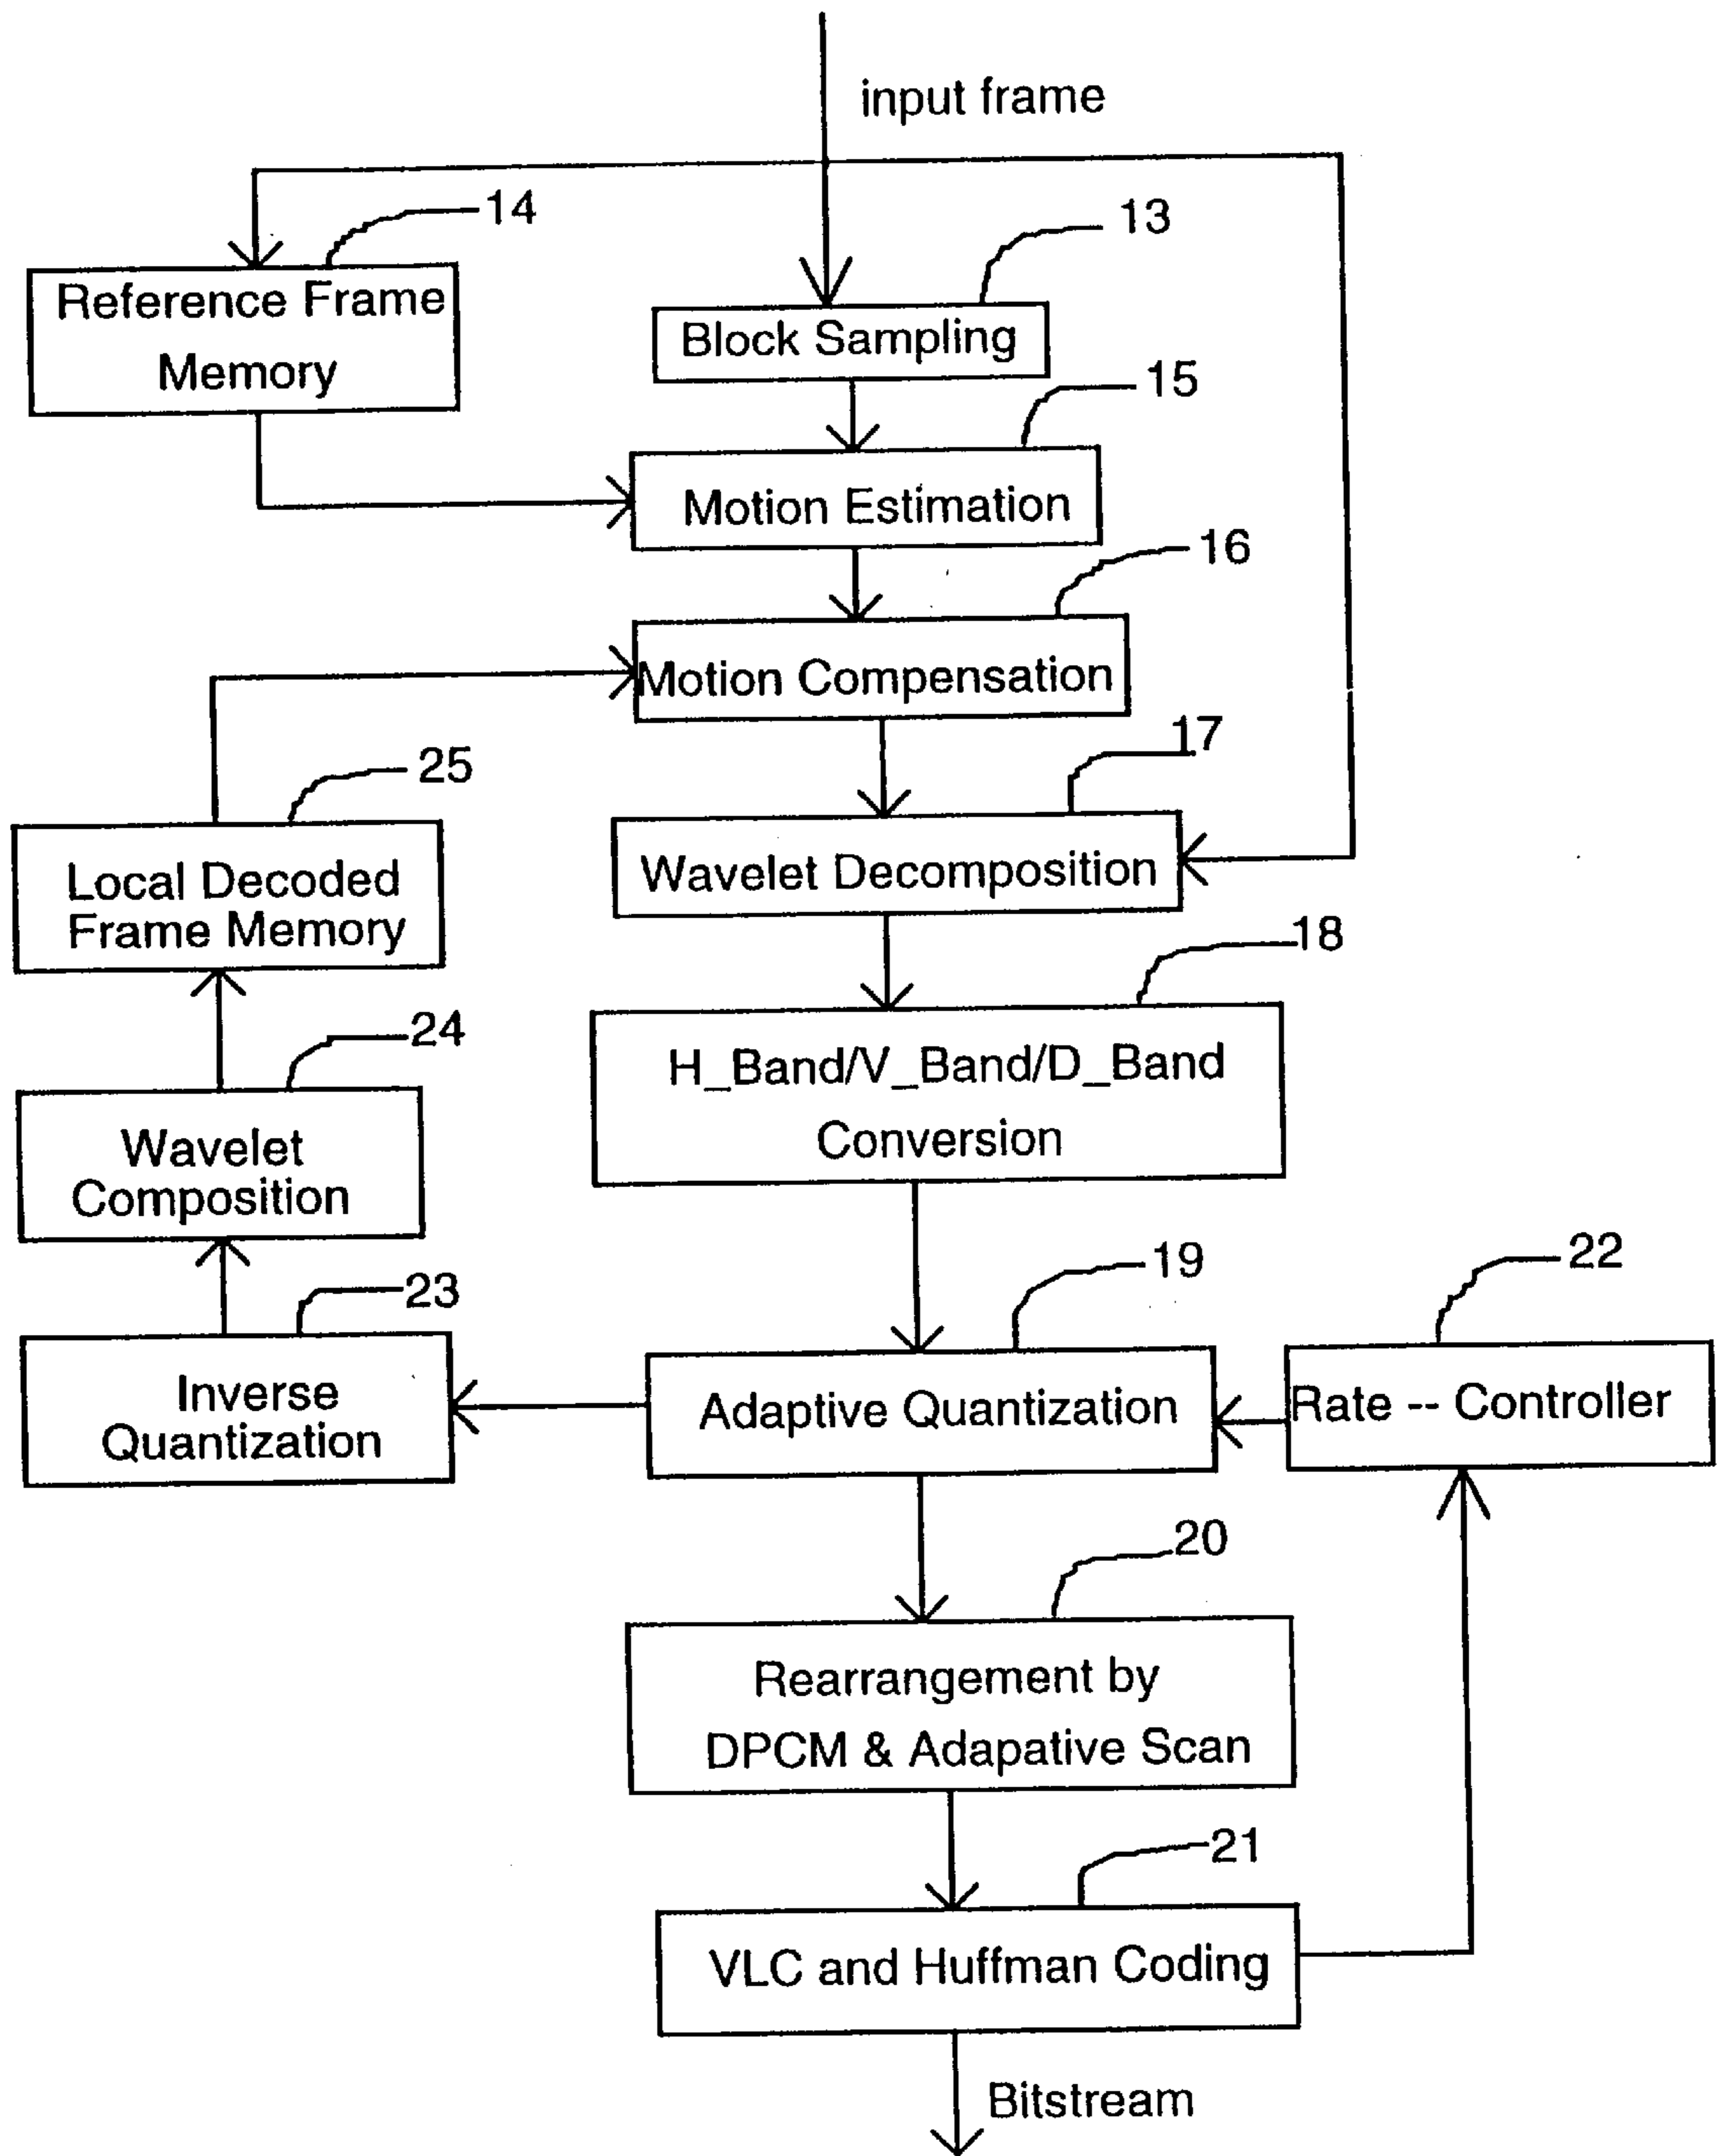 input frame
14
13
Reference Frame
Memory
Block Sampling
15
Motion Estimation
16
Motion Compensation
17
25
Wavelet Decomposition
Local Decoded
Frame Memory
18
24
H_Band/V_Band/D_Band
Conversion
Wavelet
Composition
19
22
23
Inverse
Quantization
Adaptive Quantization
Rate -- Controller
20
Rearrangement by
DPCM & Adapative Scan
21
VLC and Huffman Coding
Bitstream